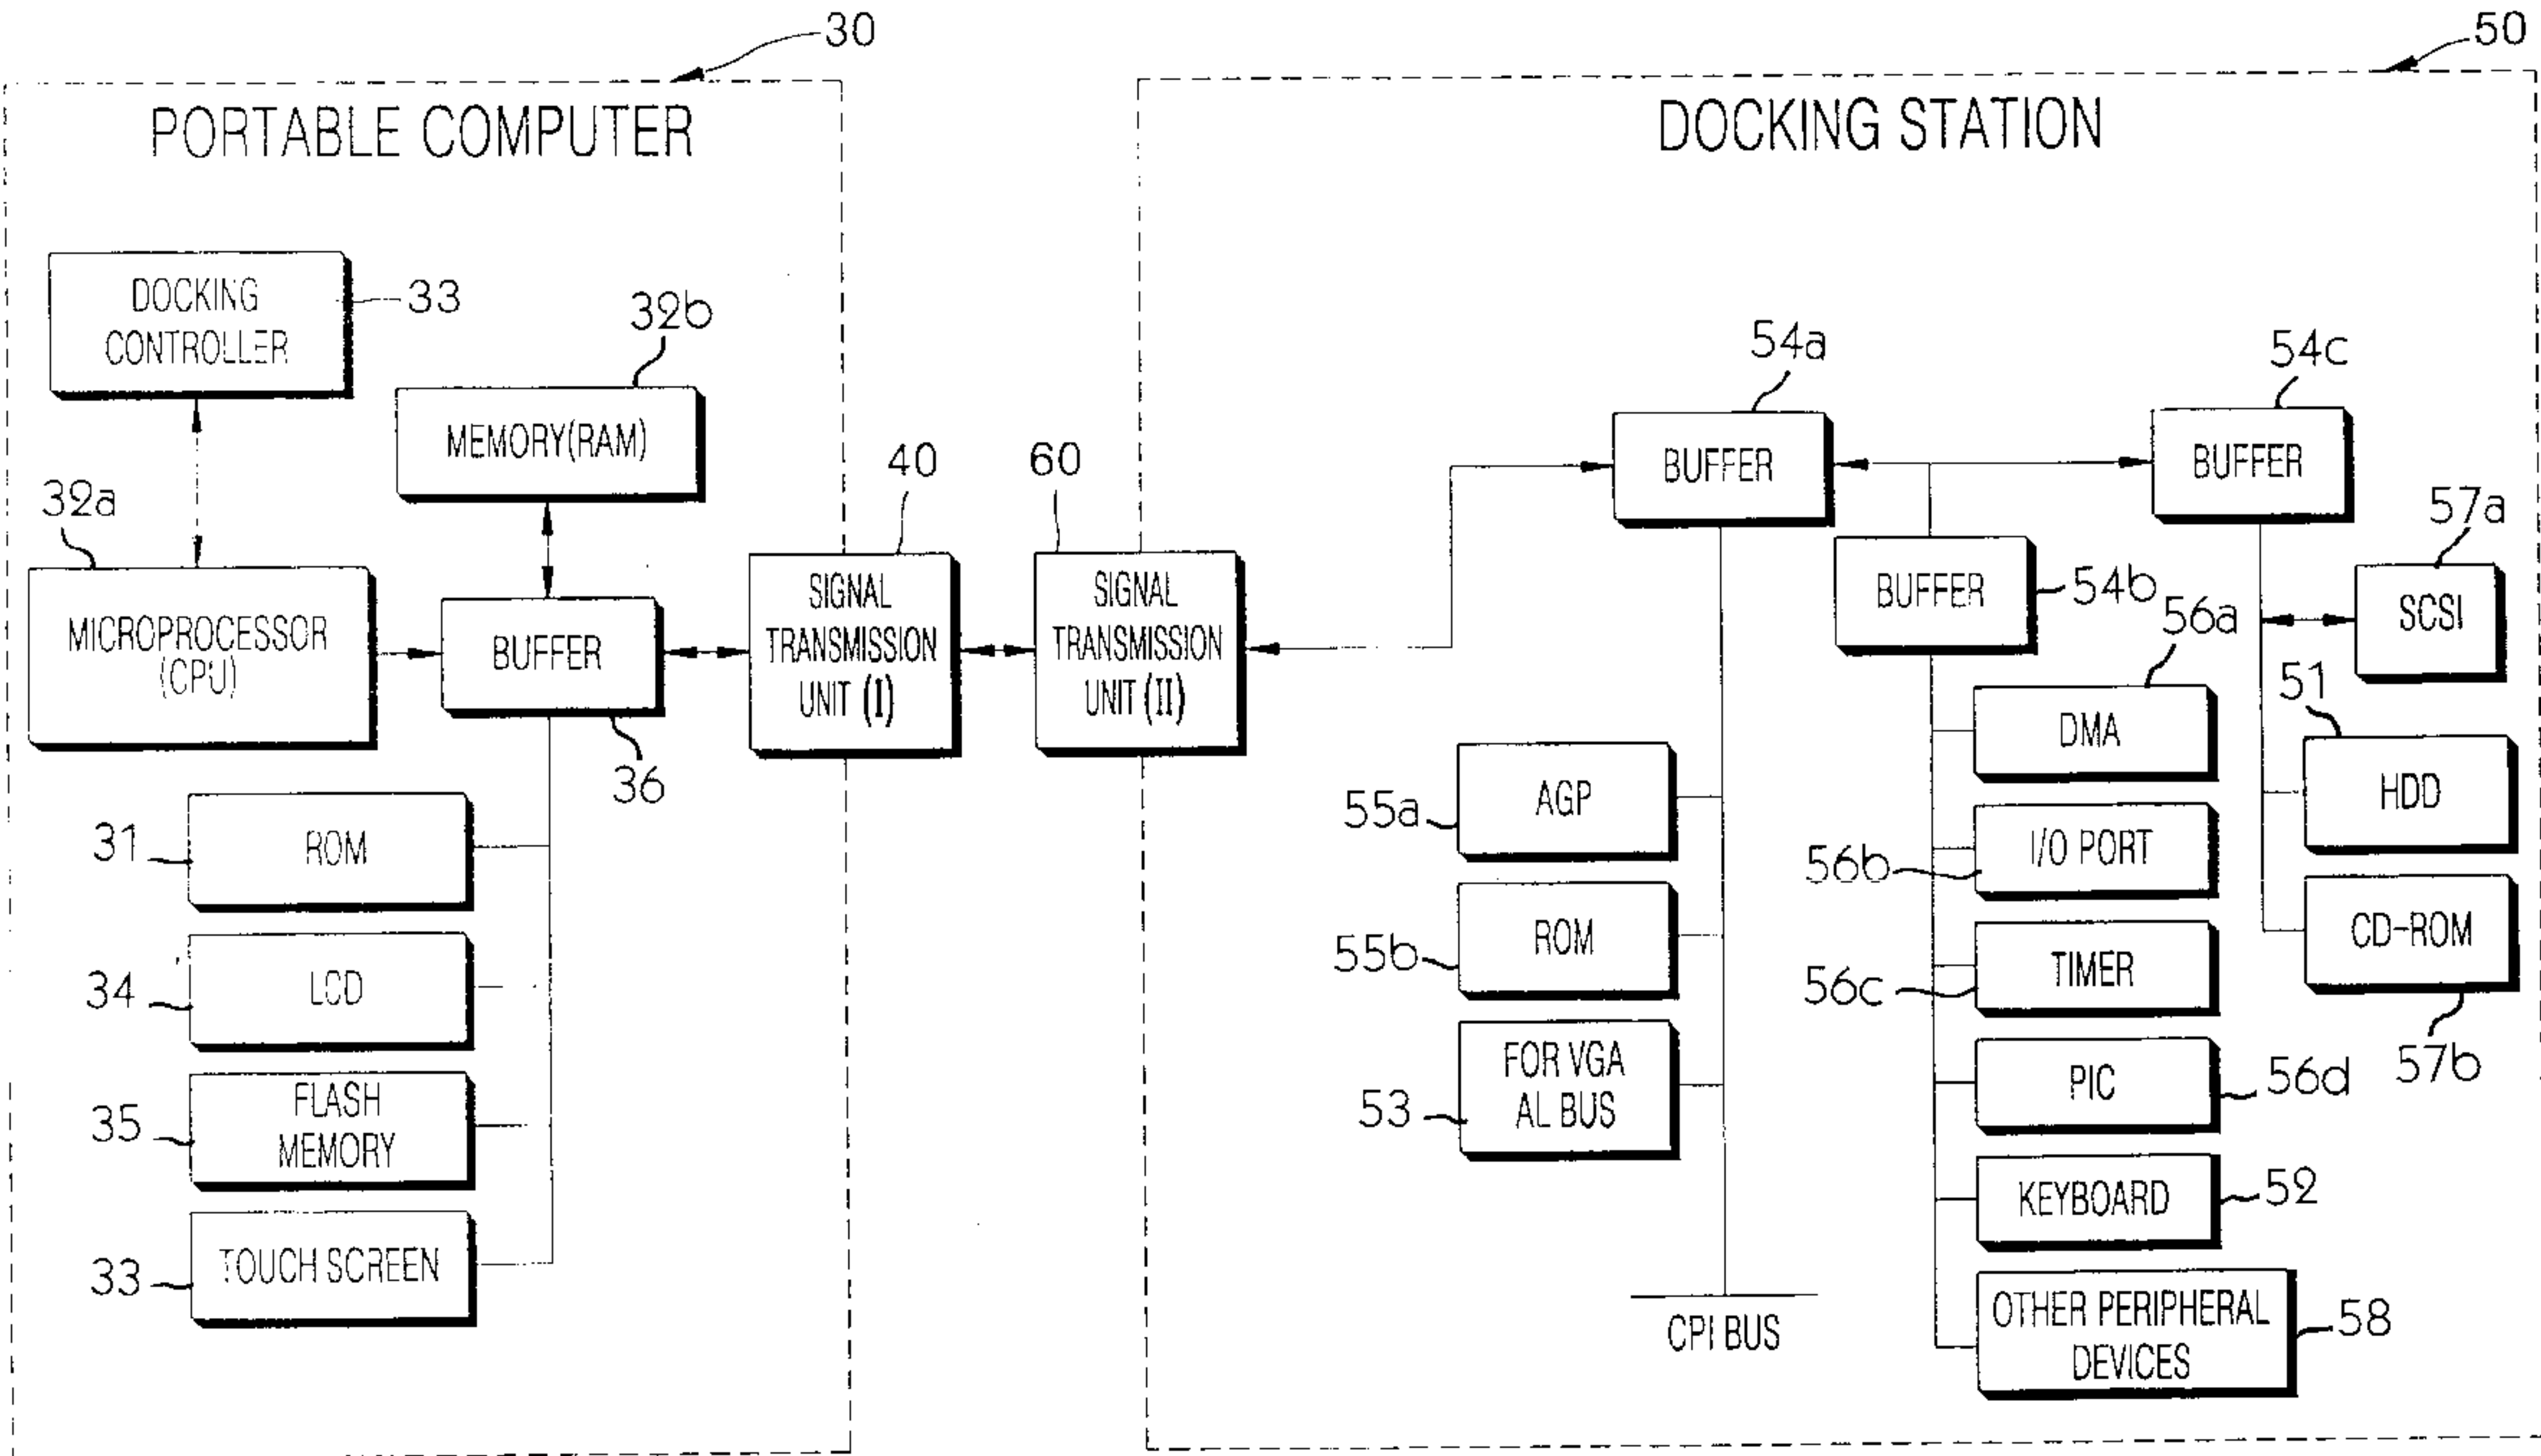 30
50
PORTABLE COMPUTER
DOCKING STATION
DOCKING
CONTROLLER
33
32b
MEMORY(RAM)
32a
MICROPROCESSOR
(CPU)
BUFFER
36
40
SIGNAL
TRANSMISSION
UNIT (I)
60
SIGNAL
TRANSMISSION
UNIT (II)
31
ROM
34
LCD
35
FLASH
MEMORY
33
TOUCH SCREEN
54a
BUFFER
54c
BUFFER
BUFFER
54b
57a
SCSI
51
HDD
CD-ROM
57b
55a
AGP
55b
ROM
53
FOR VGA
AL BUS
CPI BUS
56a
DMA
56b
I/O PORT
56c
TIMER
PIC
56d
KEYBOARD
52
OTHER PERIPHERAL
DEVICES
58